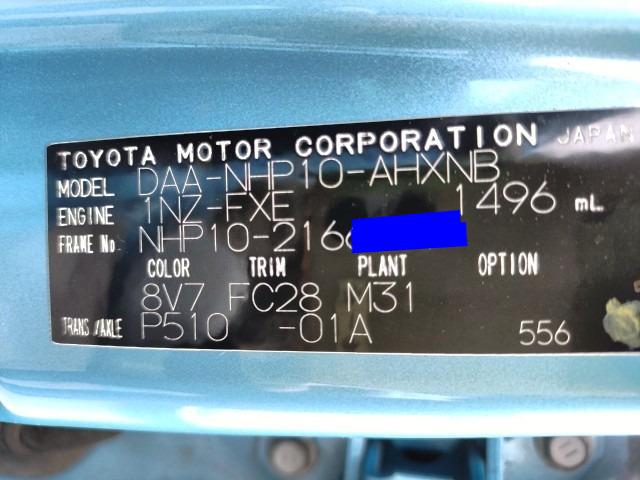 TOYOTA MOTOR CORPORATION JAPAN
MODEL DAA-NHP10-AHXNB
ENGINE 1NZ-FXE 1496 mL
FRAME No NHP10-216
COLOR TRIM PLANT OPTION
8V7 FC28 M31
TRANS/AXLE P510 -01A 556